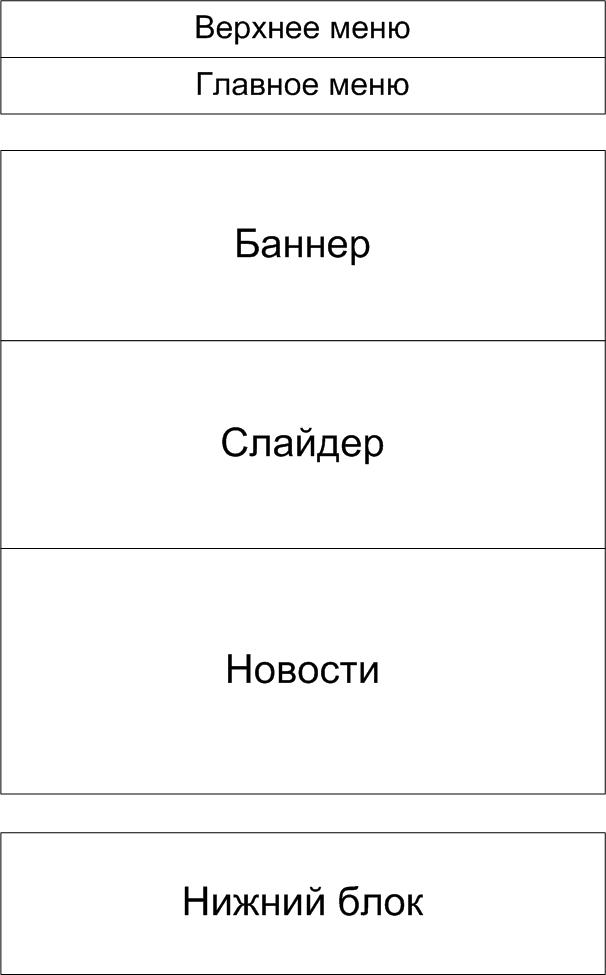 Верхнее меню
Главное меню
Баннер
Слайдер
Новости
Нижний блок